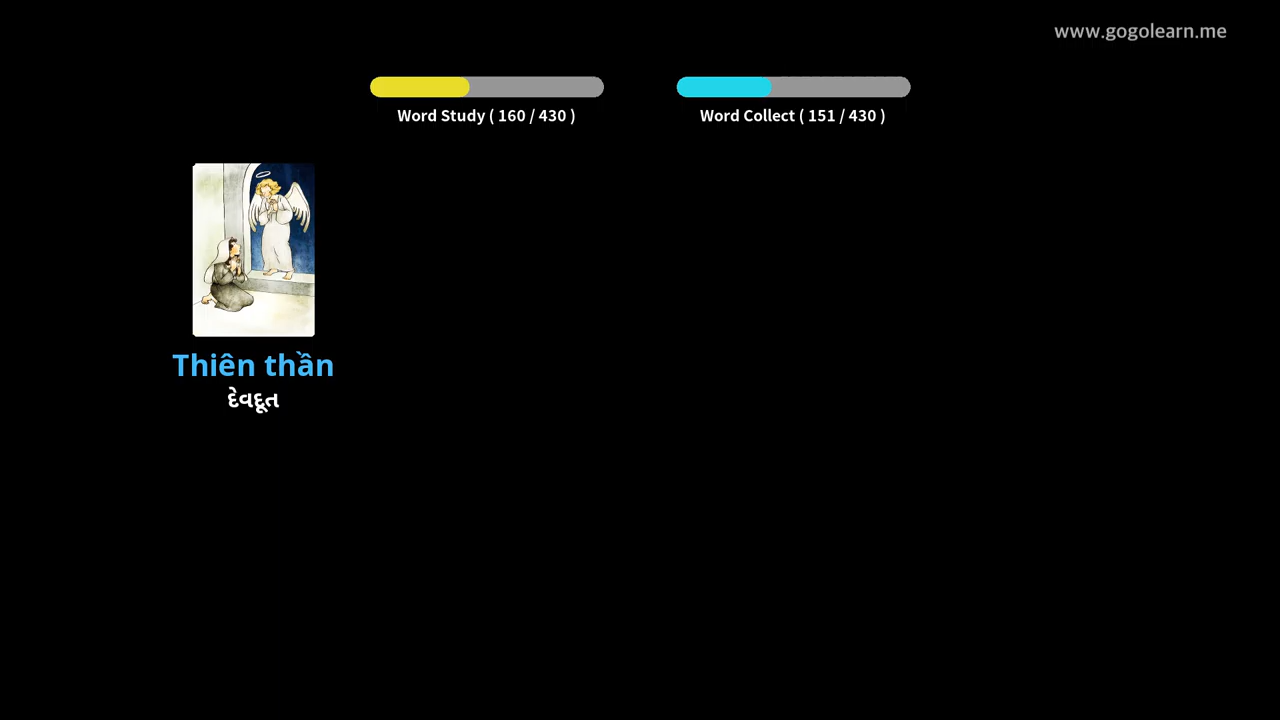 www.gogolearn.me
Word Study ( 160 / 430 )
Word Collect ( 151 / 430 )
Thiên thần
દેવદૂત